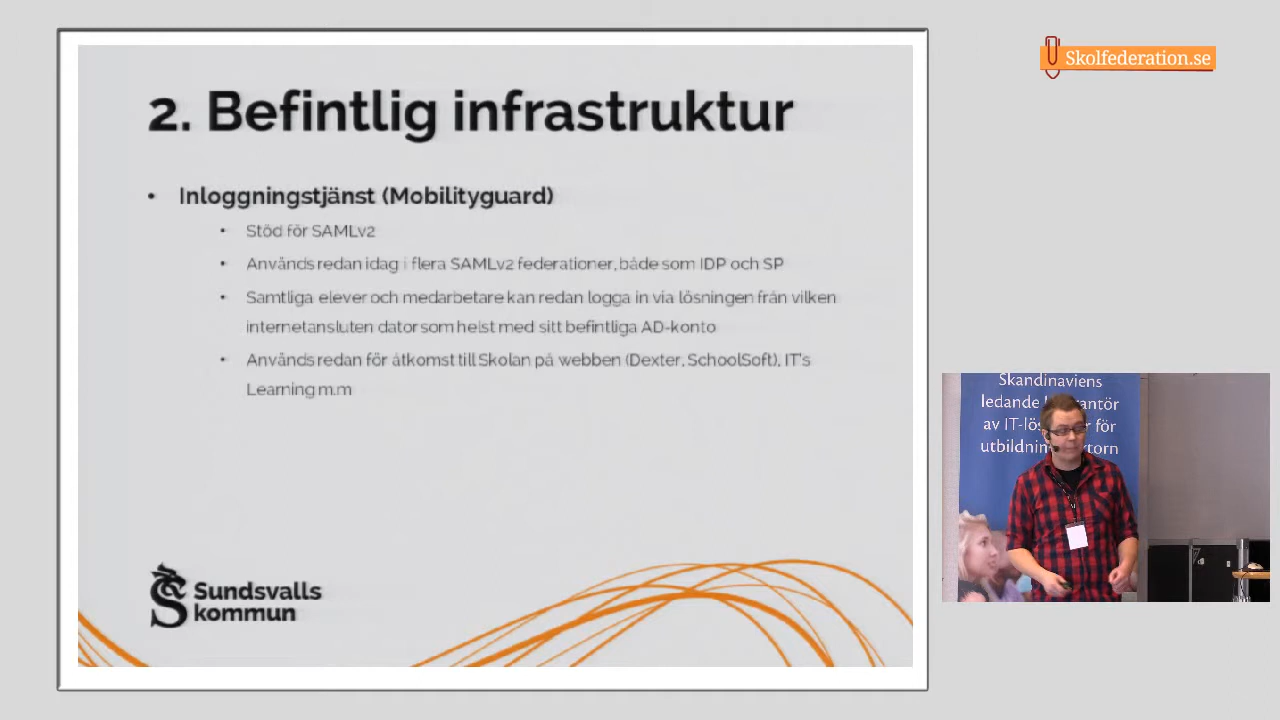 2. Befintlig infrastruktur
• Inloggningstjänst (Mobilityguard)
• Stöd för SAMLv2
• Används redan idag i flera SAMLv2 federationer, både som IDP och SP
• Samtliga elever och medarbetare kan redan logga in via lösningen från vilken
internetansluten dator som helst med sitt befintliga AD-konto
• Används redan för åtkomst till Skolan på webben (Dexter, SchoolSoft), IT's
Learning m.m
Sundsvalls
kommun
Skolfederation.se
Skandinaviens
ledande
av IT-lös för
utbildnin